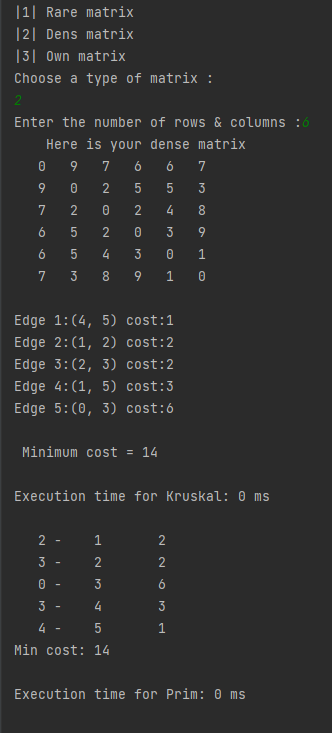 |1| Rare matrix
|2| Dens matrix
|3| Own matrix
Choose a type of matrix :
2
Enter the number of rows & columns :6
Here is your dense matrix
0 9 7 6 6 7
9 0 2 5 5 3
7 2 0 2 4 8
6 5 2 0 3 9
6 5 4 3 0 1
7 3 8 9 1 0
Edge 1:(4, 5) cost:1
Edge 2:(1, 2) cost:2
Edge 3:(2, 3) cost:2
Edge 4:(1, 5) cost:3
Edge 5:(0, 3) cost:6
Minimum cost = 14
Execution time for Kruskal: 0 ms
2 - 1 2
3 - 2 2
0 - 3 6
3 - 4 3
4 - 5 1
Min cost: 14
Execution time for Prim: 0 ms